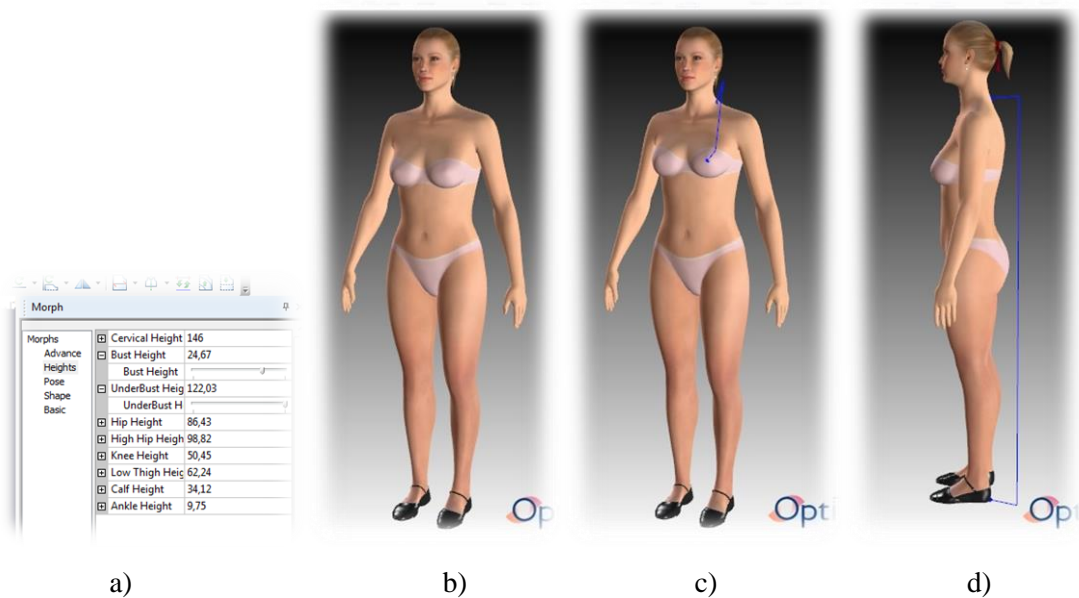 Morph
Morphs
Advance
Heights
Pose
Shape
Basic
Cervical Height 146
Bust Height 24,67
Bust Height
UnderBust Heig 122,03
UnderBust H
Hip Height 86,43
High Hip Heigh 98,82
Knee Height 50,45
Low Thigh Heig 62,24
Calf Height 34,12
Ankle Height 9,75
Op
Opti
Opt
a) b) c) d)